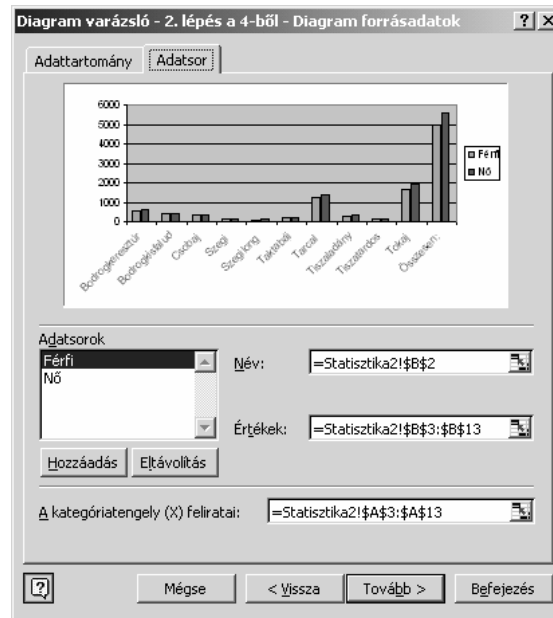 Diagram varázsló - 2. lépés a 4-ből - Diagram forrásadatok
Adattartomány Adatsor
6000
5000
4000
3000
2000
1000
0
Férfi
Nő
Bodrogkeresztúr
Bodrogkisfalud
Csobaj
Szegi
Szegilong
Taktabáj
Tarcal
Tiszaladány
Tiszatardos
Tokaj
Összesem:
Adatsorok
Férfi
Nő
Név: =Statisztika2!$B$2
Értékek: =Statisztika2!$B$3:$B$13
Hozzáadás Eltávolítás
A kategóriatengely (X) feliratai: =Statisztika2!$A$3:$A$13
Mégse < Vissza Tovább > Befejezés